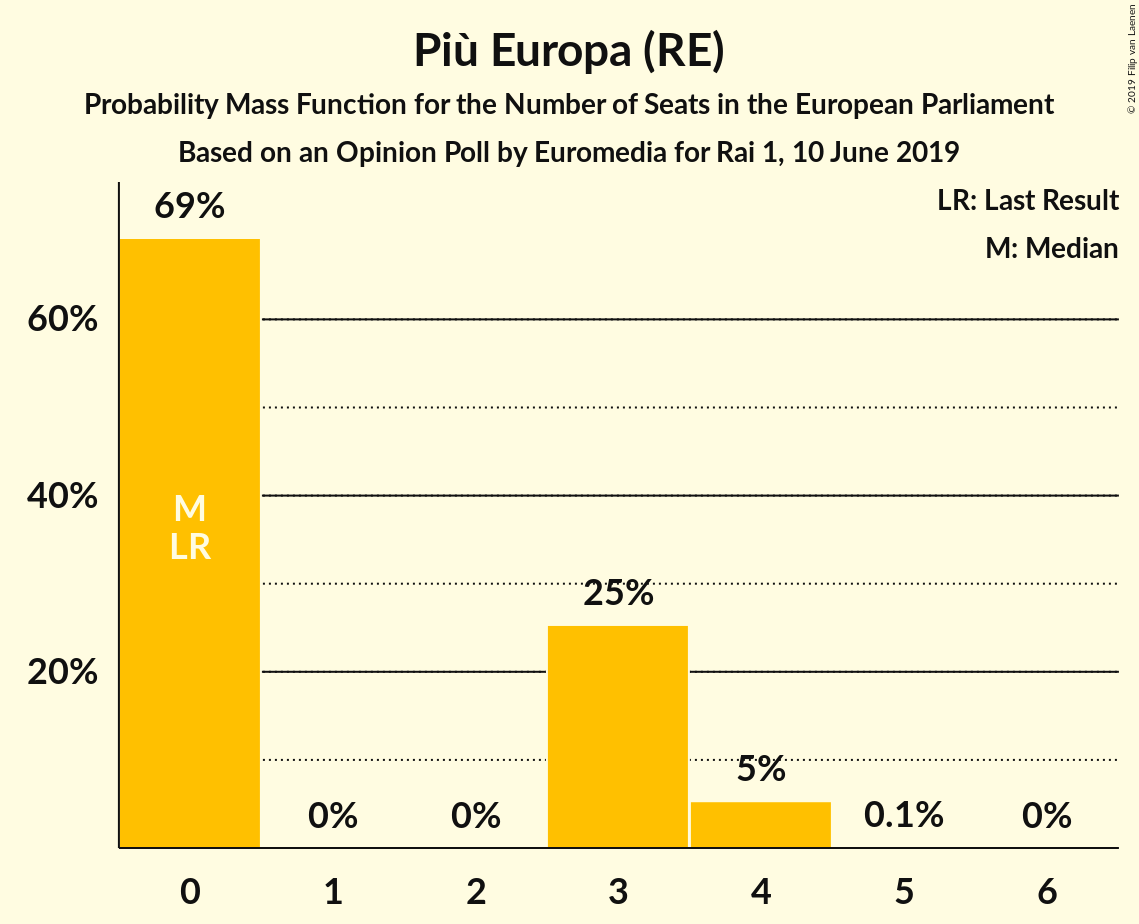 Più Europa (RE)
Probability Mass Function for the Number of Seats in the European Parliament
Based on an Opinion Poll by Euromedia for Rai 1, 10 June 2019
© 2019 Filip van Laenen
LR: Last Result
M: Median
69%
60%
40%
20%
M
LR
0%
0%
25%
5%
0.1%
0%
0
1
2
3
4
5
6